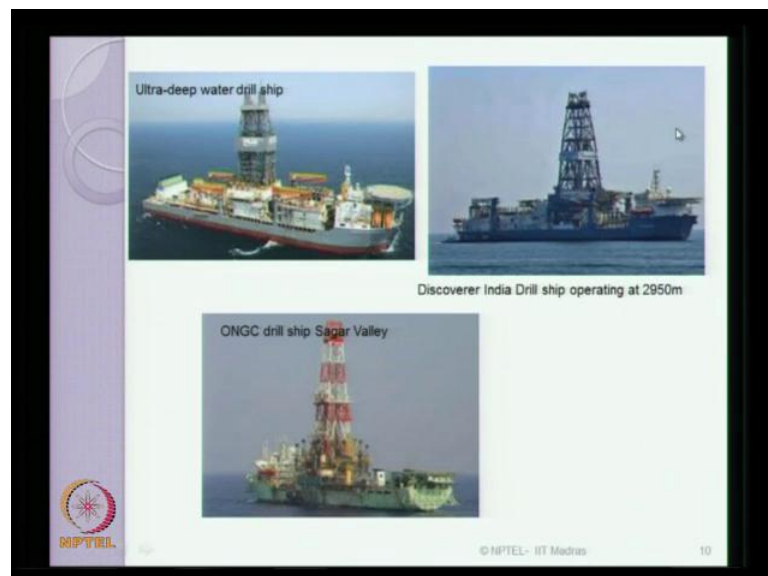 Ultra-deep water drill ship
Discoverer India Drill ship operating at 2950m
ONGC drill ship Sagar Valley
NPTEL
© NPTEL- IIT Madras
10